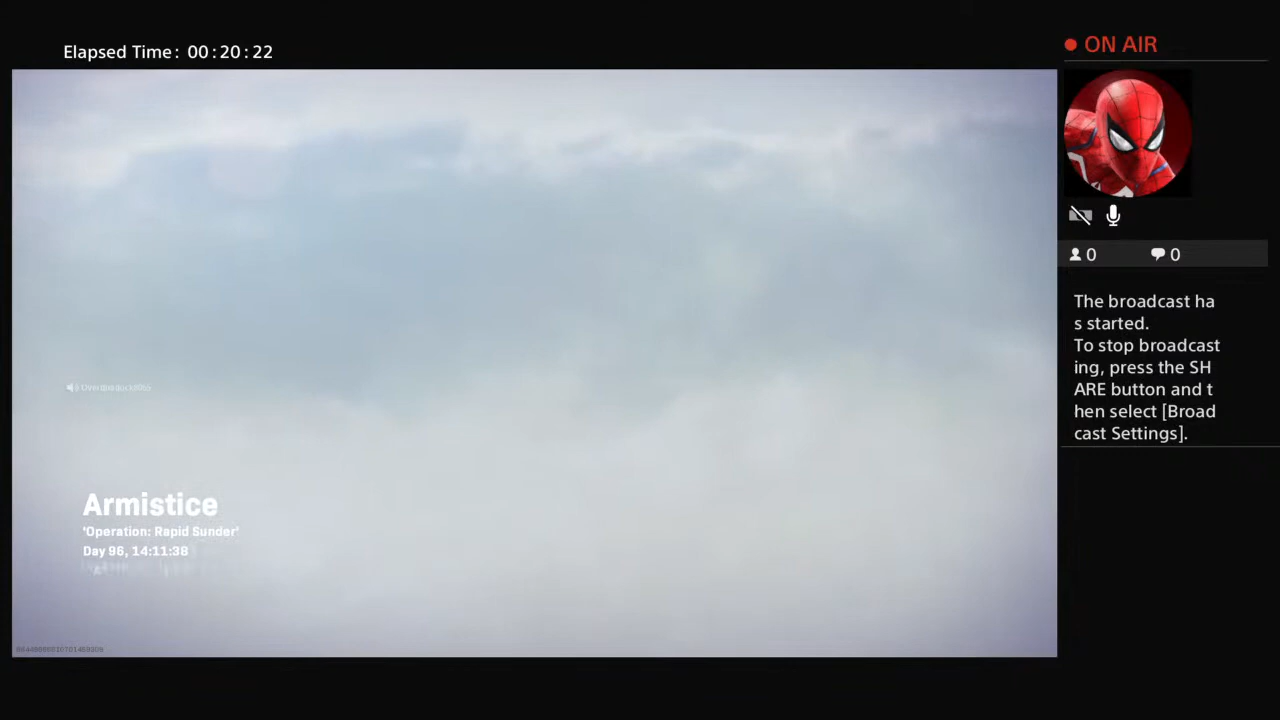 Elapsed Time: 00:20:22
ON AIR
0 0
The broadcast ha
s started.
To stop broadcast
ing, press the SH
ARE button and t
hen select [Broad
cast Settings].
Armistice
'Operation: Rapid Sunder'
Day 96, 14:11:38